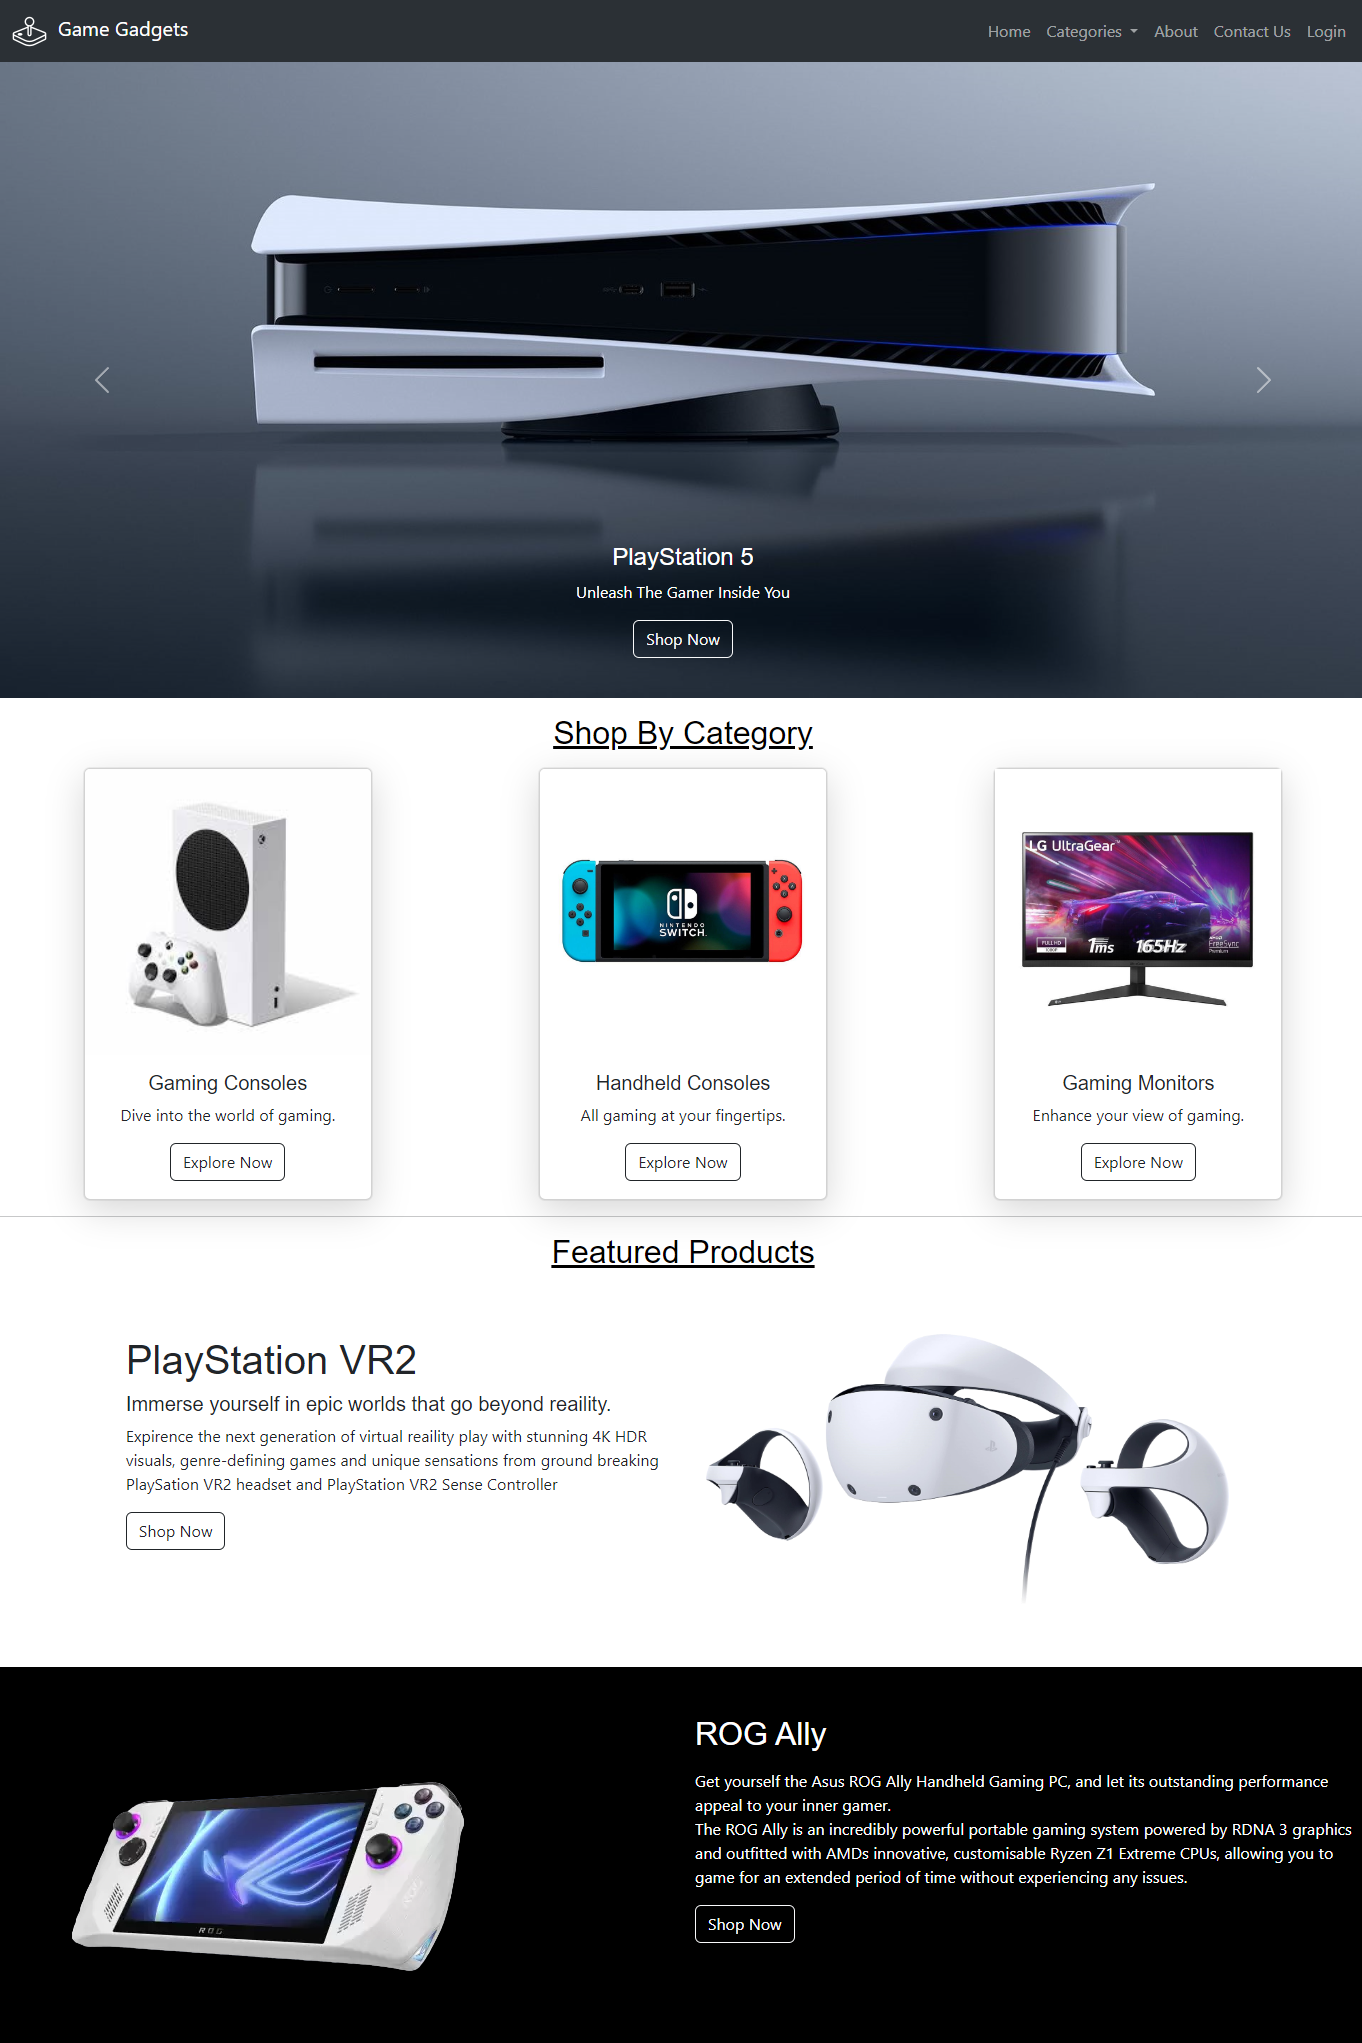 Game Gadgets
Home Categories About Contact Us Login
PlayStation 5
Unleash The Gamer Inside You
Shop Now
Shop By Category
NINTENDO
SWITCH.
LG UltraGear™
FULL HD
1080P
1ms
165Hz
AMD
FreeSync
Premium
Gaming Consoles
Dive into the world of gaming.
Explore Now
Handheld Consoles
All gaming at your fingertips.
Explore Now
Gaming Monitors
Enhance your view of gaming.
Explore Now
Featured Products
PlayStation VR2
Immerse yourself in epic worlds that go beyond reaility.
Expirence the next generation of virtual reaility play with stunning 4K HDR
visuals, genre-defining games and unique sensations from ground breaking
PlaySation VR2 headset and PlayStation VR2 Sense Controller
Shop Now
ROG
ROG Ally
Get yourself the Asus ROG Ally Handheld Gaming PC, and let its outstanding performance
appeal to your inner gamer.
The ROG Ally is an incredibly powerful portable gaming system powered by RDNA 3 graphics
and outfitted with AMDs innovative, customisable Ryzen Z1 Extreme CPUs, allowing you to
game for an extended period of time without experiencing any issues.
Shop Now